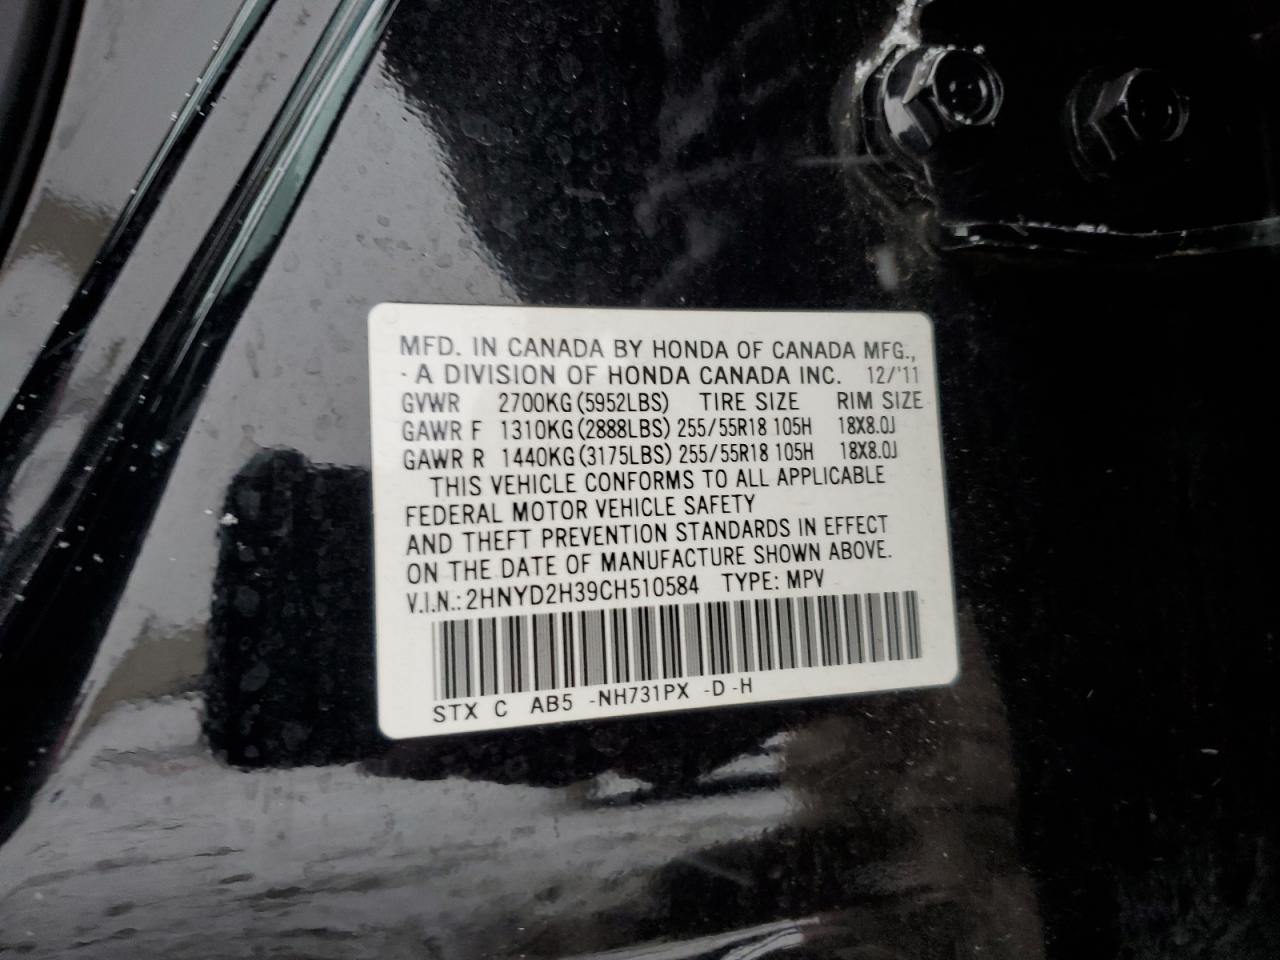 MFD. IN CANADA BY HONDA OF CANADA MFG.,
- A DIVISION OF HONDA CANADA INC. 12/'11
GVWR 2700KG (5952LBS) TIRE SIZE RIM SIZE
GAWR F 1310KG (2888LBS) 255/55R18 105H 18X8.0J
GAWR R 1440KG (3175LBS) 255/55R18 105H 18X8.0J
THIS VEHICLE CONFORMS TO ALL APPLICABLE
FEDERAL MOTOR VEHICLE SAFETY
AND THEFT PREVENTION STANDARDS IN EFFECT
ON THE DATE OF MANUFACTURE SHOWN ABOVE.
V.I.N.: 2HNYD2H39CH510584 TYPE: MPV
STX C AB5 -NH731PX -D -H